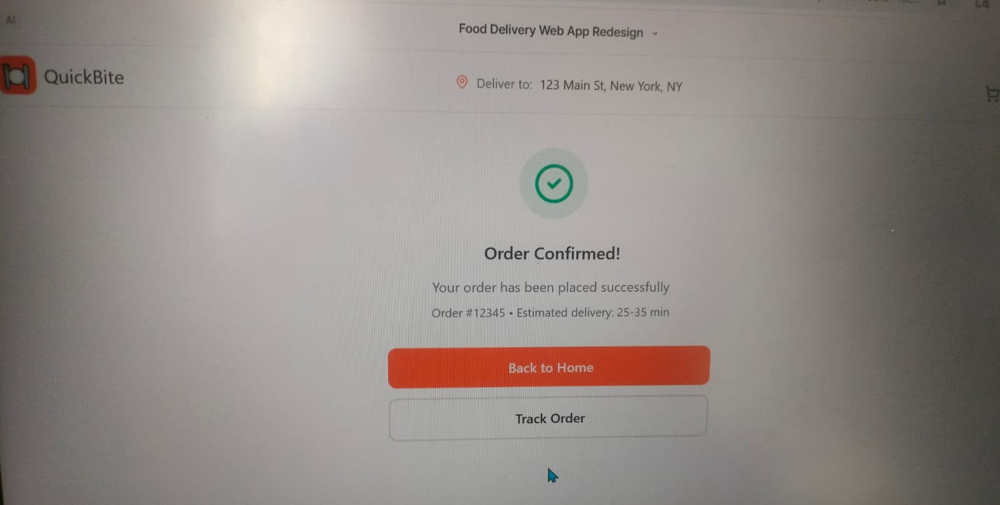 AI
Food Delivery Web App Redesign
QuickBite
Deliver to: 123 Main St, New York, NY
Order Confirmed!
Your order has been placed successfully
Order #12345 • Estimated delivery: 25-35 min
Back to Home
Track Order